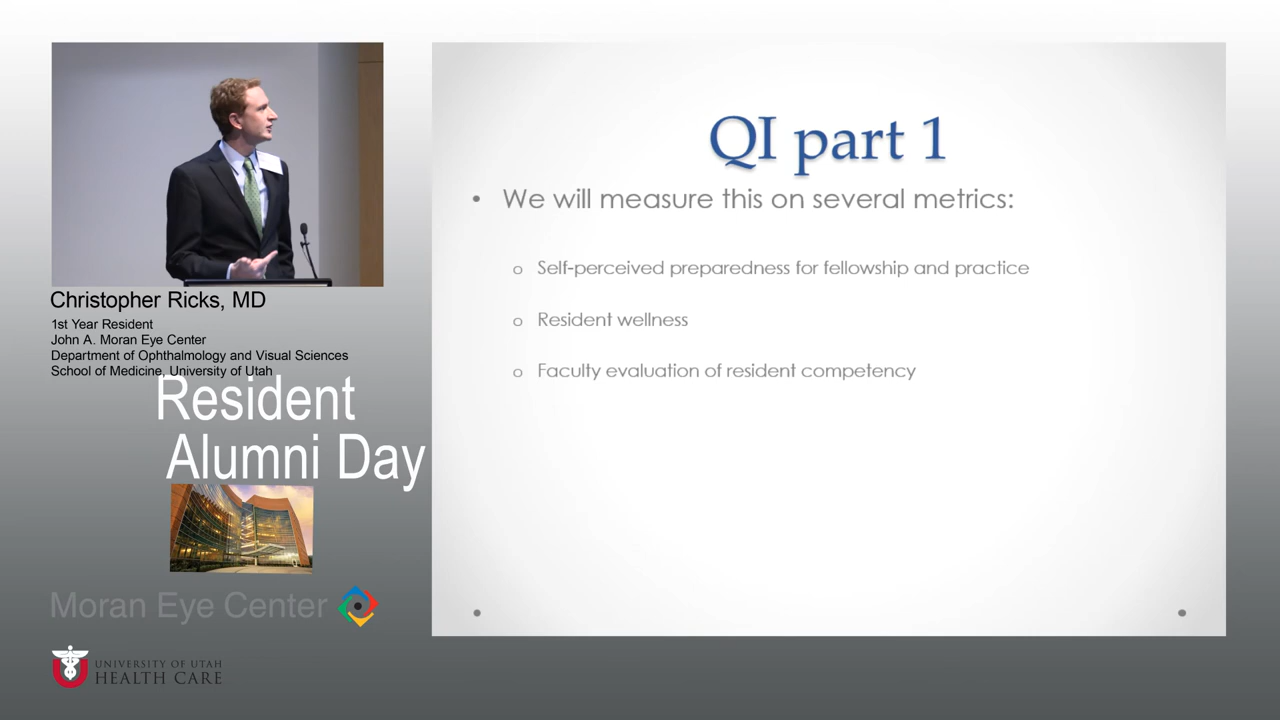 Christopher Ricks, MD
1st Year Resident
John A. Moran Eye Center
Department of Ophthalmology and Visual Sciences
School of Medicine, University of Utah
Resident
Alumni Day
Moran Eye Center
UNIVERSITY OF UTAH
HEALTH CARE
QI part 1
• We will measure this on several metrics:
o Self-perceived preparedness for fellowship and practice
o Resident wellness
o Faculty evaluation of resident competency